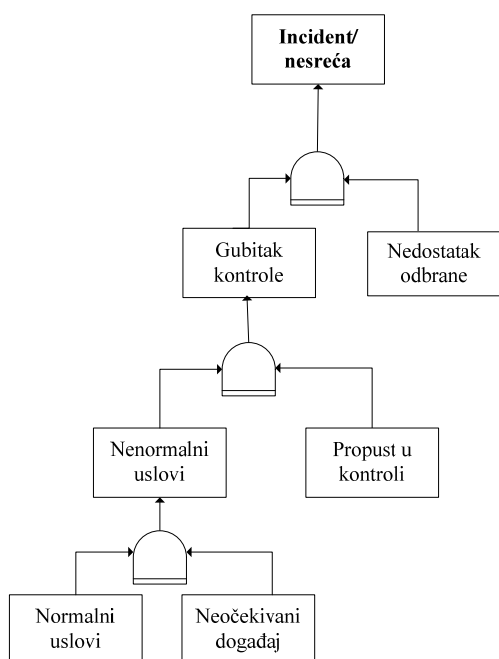 Incident/
nesreća
Gubitak
kontrole
Nedostatak
odbrane
Nenormalni
uslovi
Propust u
kontroli
Normalni
uslovi
Neočekivani
događaj